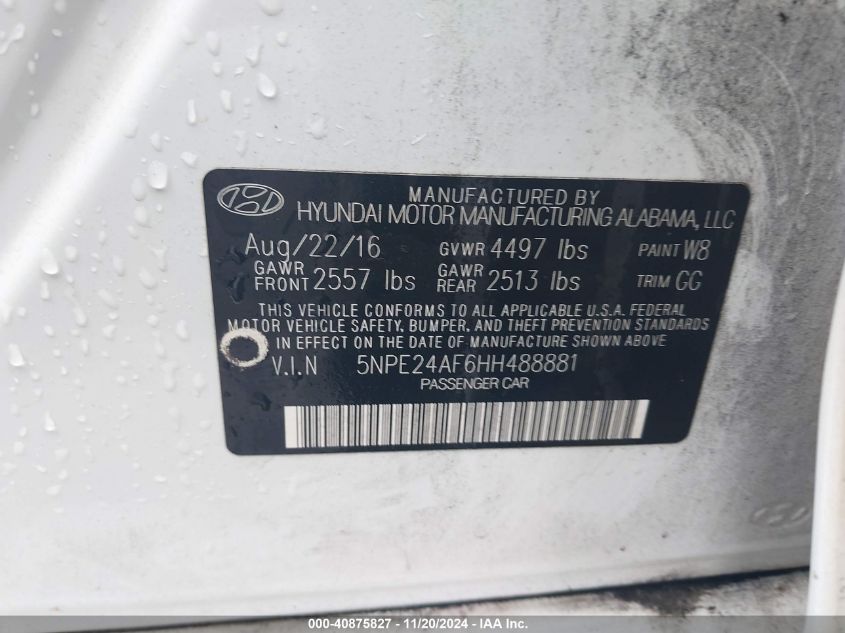 MANUFACTURED BY
HYUNDAI MOTOR MANUFACTURING ALABAMA, LLC
Aug/22/16 GVWR 4497 lbs PAINT W8
GAWR FRONT 2557 lbs GAWR REAR 2513 lbs TRIM GG
THIS VEHICLE CONFORMS TO ALL APPLICABLE U.S.A. FEDERAL
MOTOR VEHICLE SAFETY, BUMPER, AND THEFT PREVENTION STANDARDS
IN EFFECT ON THE DATE OF MANUFACTURE SHOWN ABOVE
V.I.N 5NPE24AF6HH488881
PASSENGER CAR
000-40875827 - 11/20/2024 - IAA Inc.